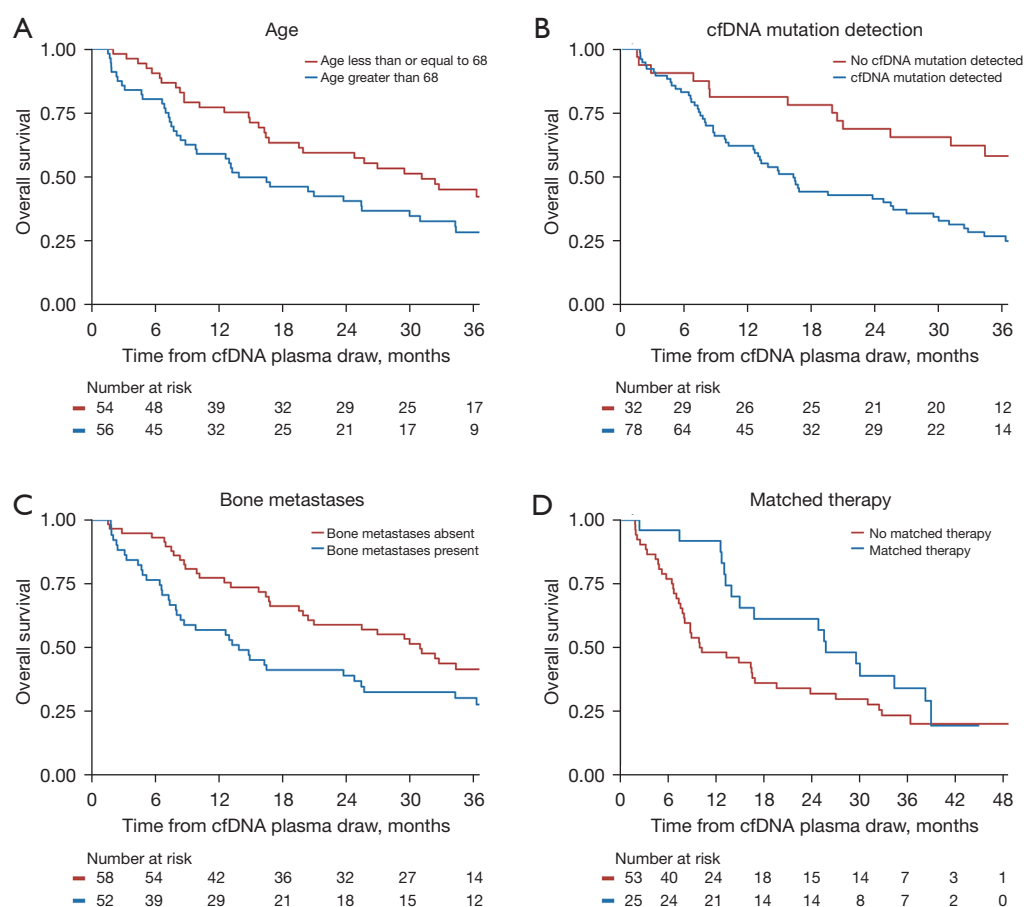 A
Age
1.00
0.75
0.50
0.25
0.00
Overall survival
Age less than or equal to 68
Age greater than 68
0 6 12 18 24 30 36
Time from cfDNA plasma draw, months
Number at risk
54 48 39 32 29 25 17
56 45 32 25 21 17 9
B
cfDNA mutation detection
1.00
0.75
0.50
0.25
0.00
Overall survival
No cfDNA mutation detected
cfDNA mutation detected
0 6 12 18 24 30 36
Time from cfDNA plasma draw, months
Number at risk
32 29 26 25 21 20 12
78 64 45 32 29 22 14
C
Bone metastases
1.00
0.75
0.50
0.25
0.00
Overall survival
Bone metastases absent
Bone metastases present
0 6 12 18 24 30 36
Time from cfDNA plasma draw, months
Number at risk
58 54 42 36 32 27 14
52 39 29 21 18 15 12
D
Matched therapy
1.00
0.75
0.50
0.25
0.00
Overall survival
No matched therapy
Matched therapy
0 6 12 18 24 30 36 42 48
Time from cfDNA plasma draw, months
Number at risk
53 40 24 18 15 14 7 3 1
25 24 21 14 14 8 7 2 0